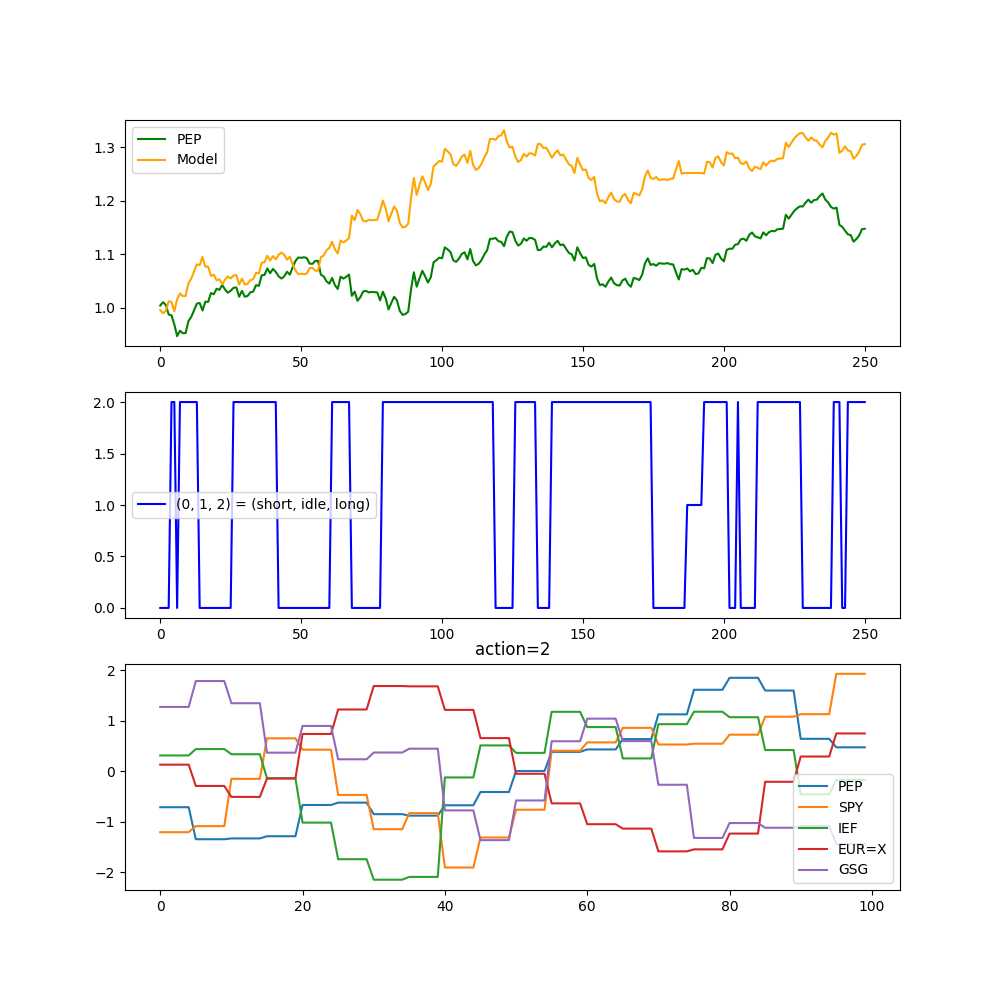 1.3
1.2
1.1
1.0
PEP
Model
0 50 100 150 200 250
2.0
1.5
1.0
0.5
0.0
(0, 1, 2) = (short, idle, long)
0 50 100 150 200 250
action=2
2
1
0
−1
−2
PEP
SPY
IEF
EUR=X
GSG
0 20 40 60 80 100